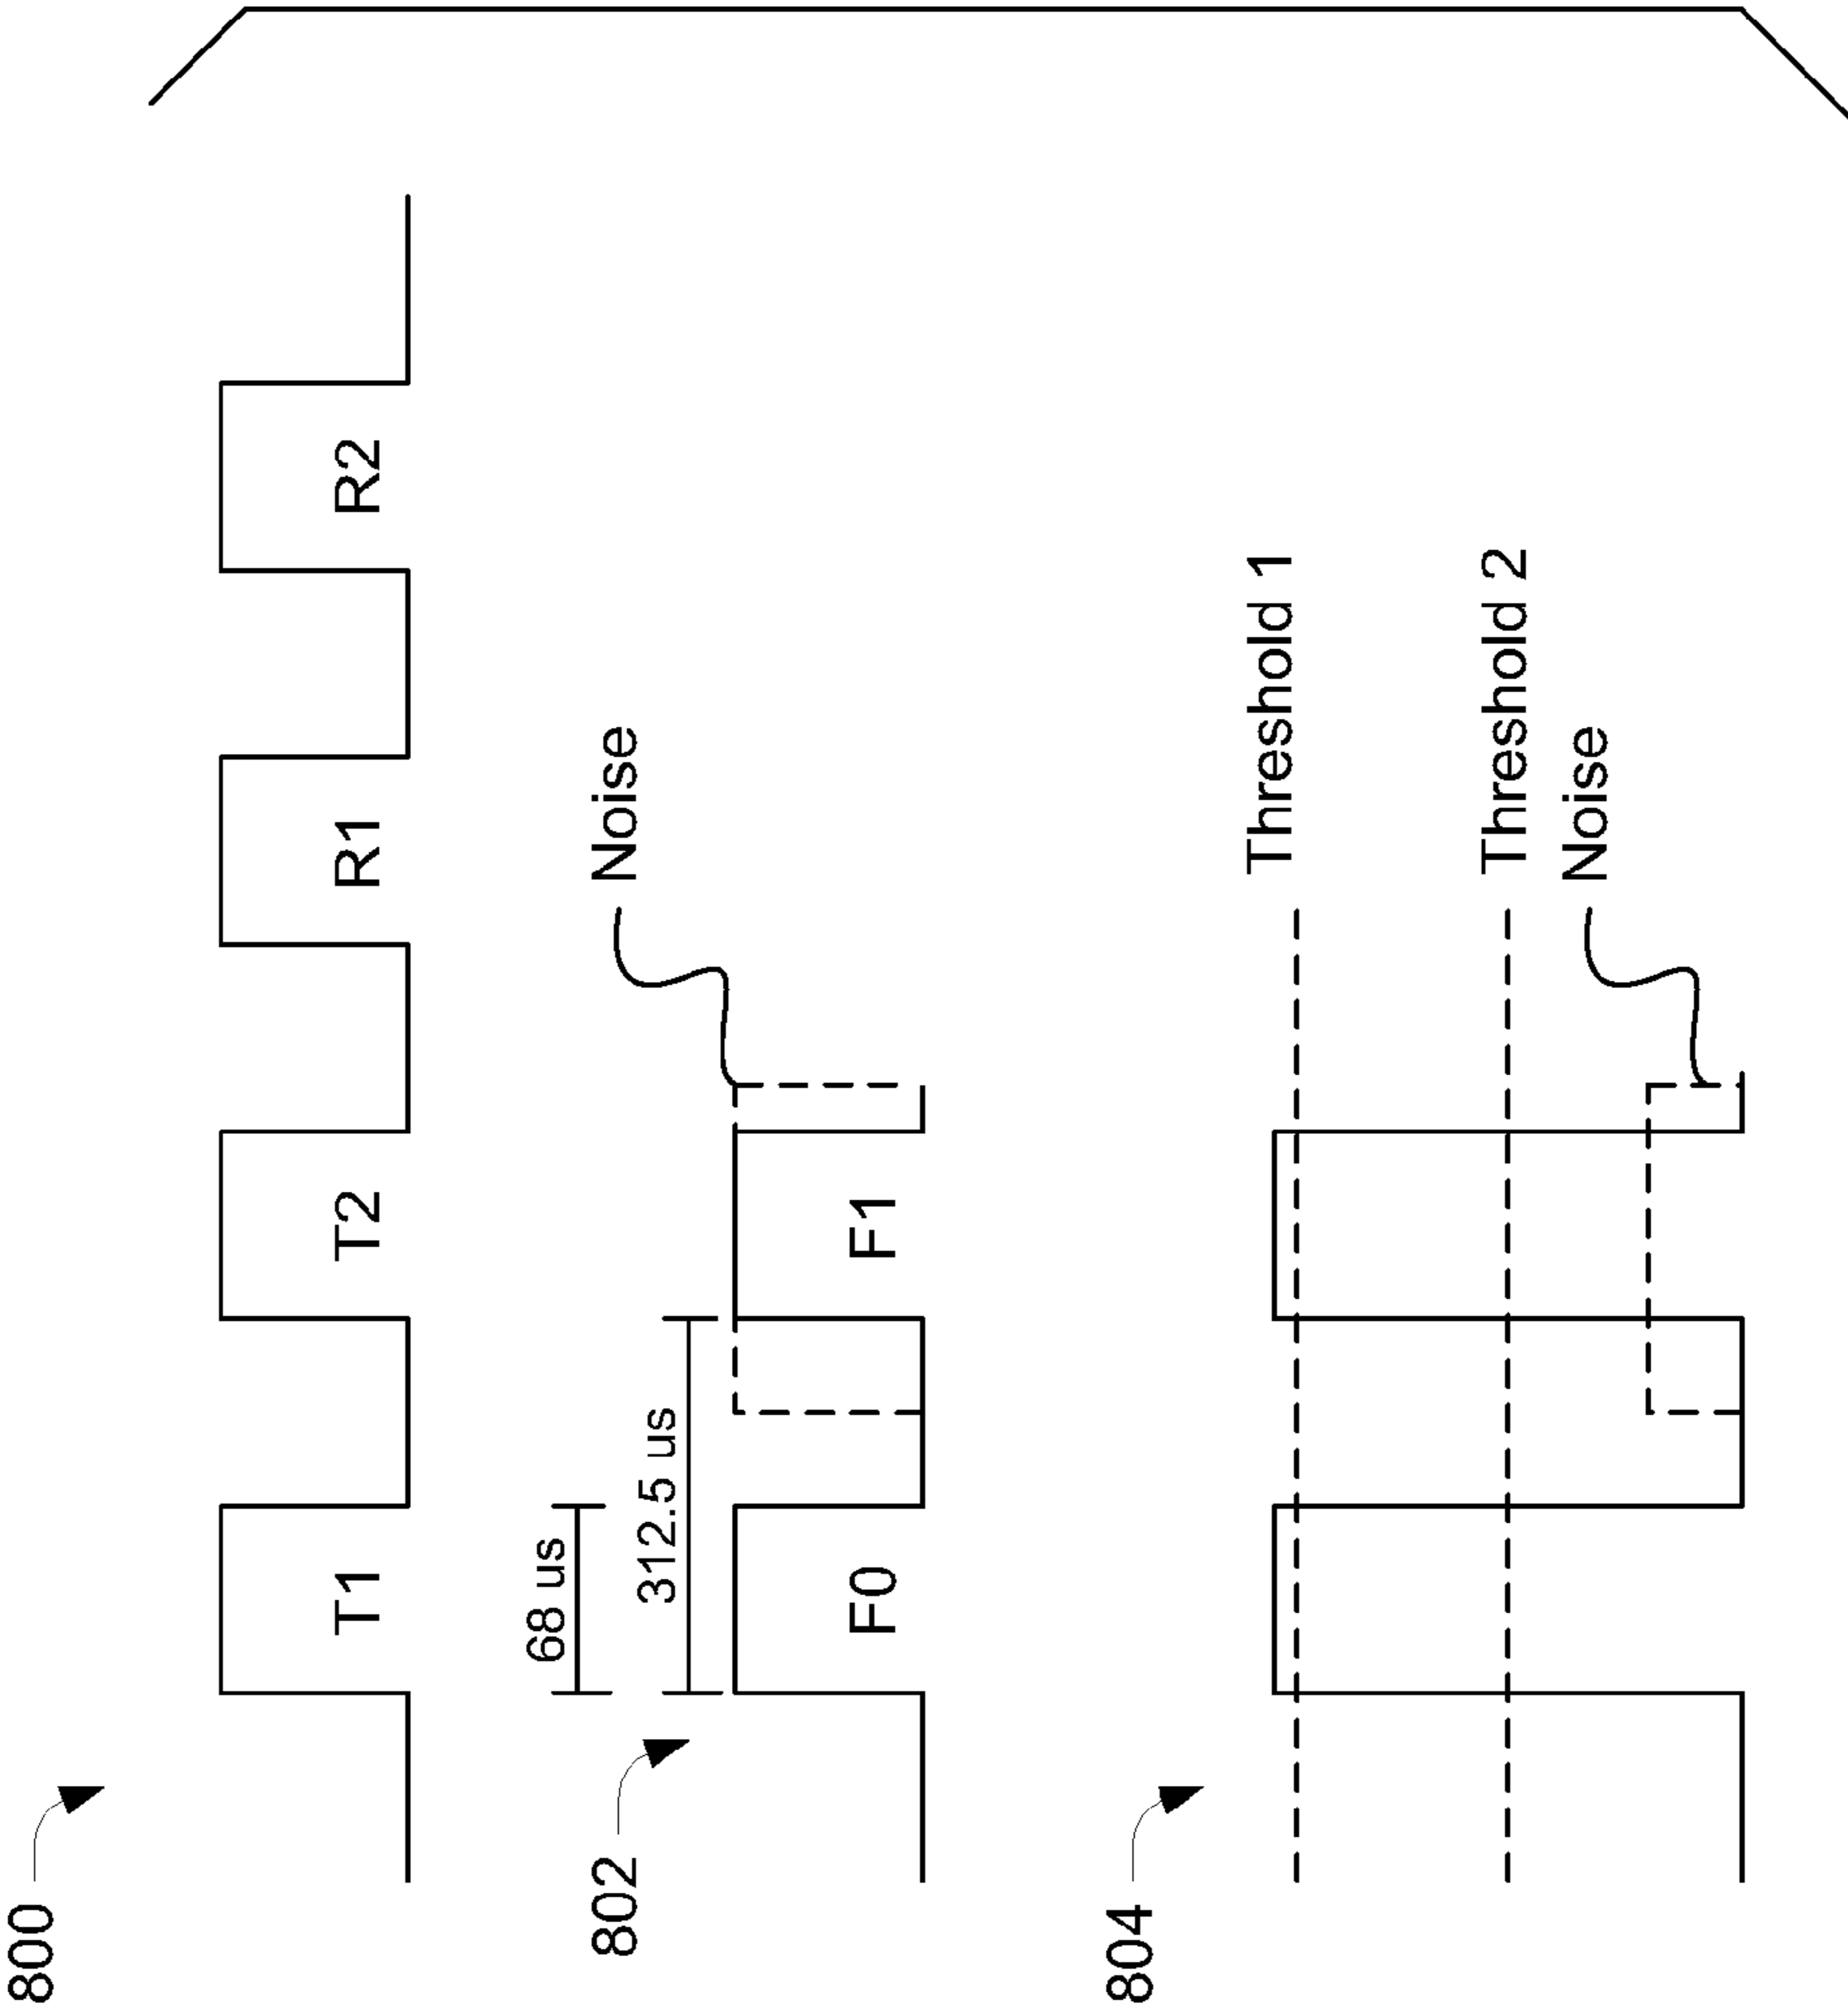 800
T1
T2
R1
R2
802
68 us
312.5 us
F0
F1
Noise
804
Threshold 1
Threshold 2
Noise